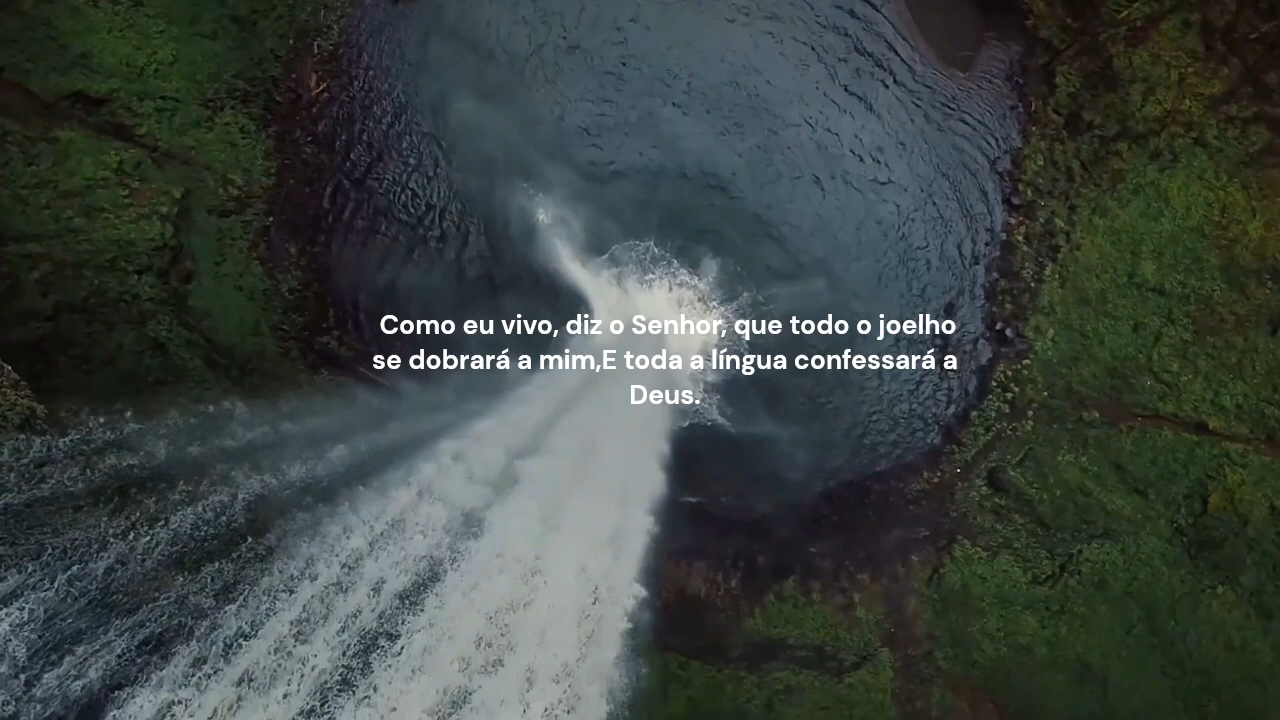 Como eu vivo, diz o Senhor, que todo o joelho
se dobrará a mim,E toda a língua confessará a
Deus.